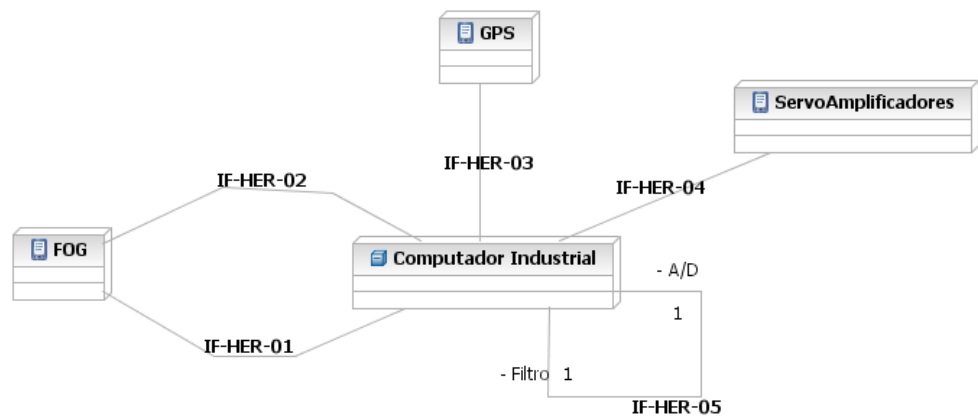 GPS
ServoAmplificadores
IF-HER-03
IF-HER-02
IF-HER-04
FOG
Computador Industrial
- A/D
1
IF-HER-01
- Filtro 1
IF-HER-05